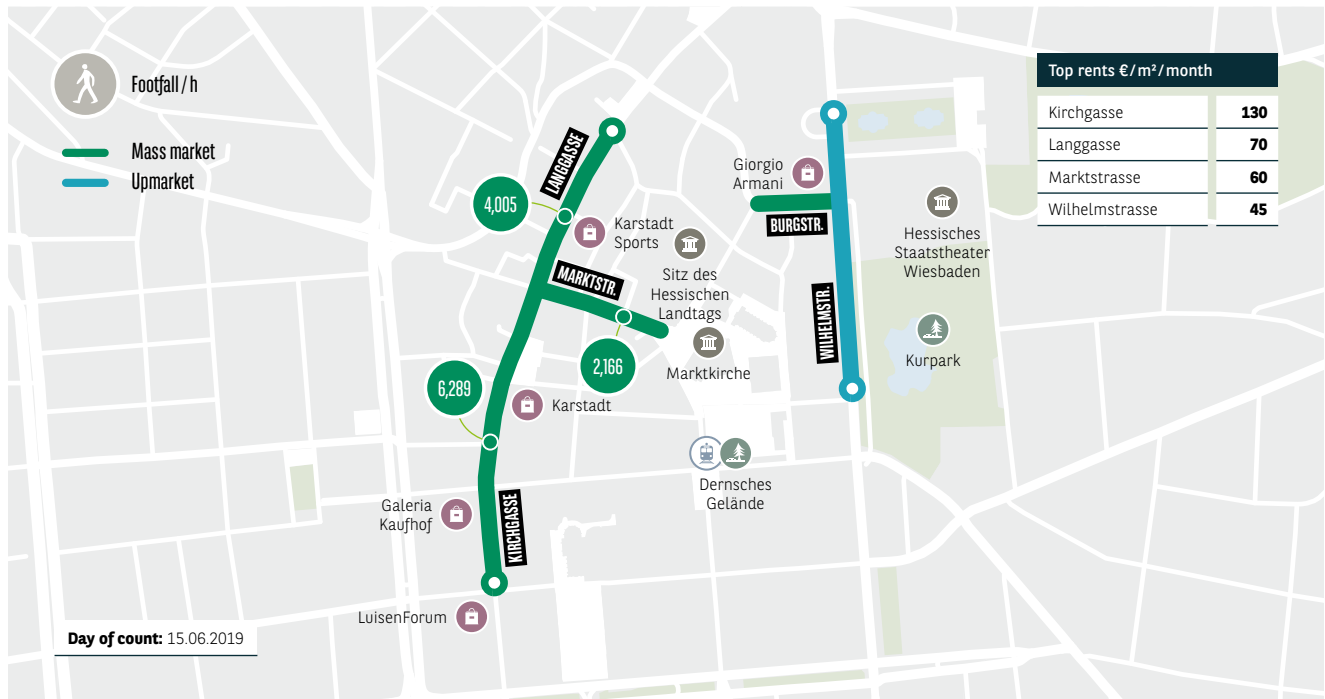 Footfall / h
Mass market
Upmarket
Top rents €/m²/month
Kirchgasse 130
Langgasse 70
Marktstrasse 60
Wilhelmstrasse 45
LANGGASSE
4,005
Karstadt
Sports
MARKTSTR.
Sitz des
Hessischen
Landtags
2,166
Marktkirche
6,289
Karstadt
Giorgio
Armani
BURGSTR.
WILHELMSTR.
Hessisches
Staatstheater
Wiesbaden
Kurpark
Dernsches
Gelände
Galeria
Kaufhof
KIRCHGASSE
LuisenForum
Day of count: 15.06.2019